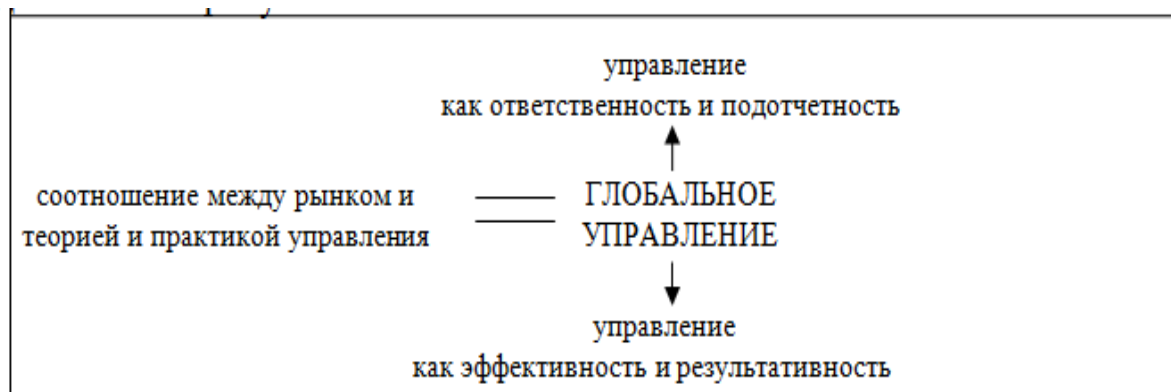 управление
как ответственность и подотчетность
соотношение между рынком и
теорией и практикой управления
ГЛОБАЛЬНОЕ
УПРАВЛЕНИЕ
управление
как эффективность и результативность